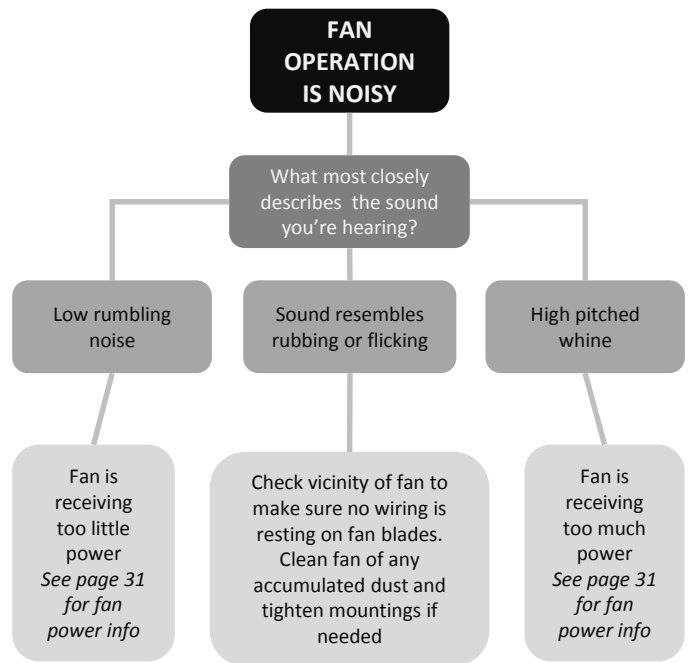 FAN
OPERATION
IS NOISY
What most closely
describes the sound
you're hearing?
Low rumbling
noise
Sound resembles
rubbing or flicking
High pitched
whine
Fan is
receiving
too little
power
See page 31
for fan
power info
Check vicinity of fan to
make sure no wiring is
resting on fan blades.
Clean fan of any
accumulated dust and
tighten mountings if
needed
Fan is
receiving
too much
power
See page 31
for fan
power info